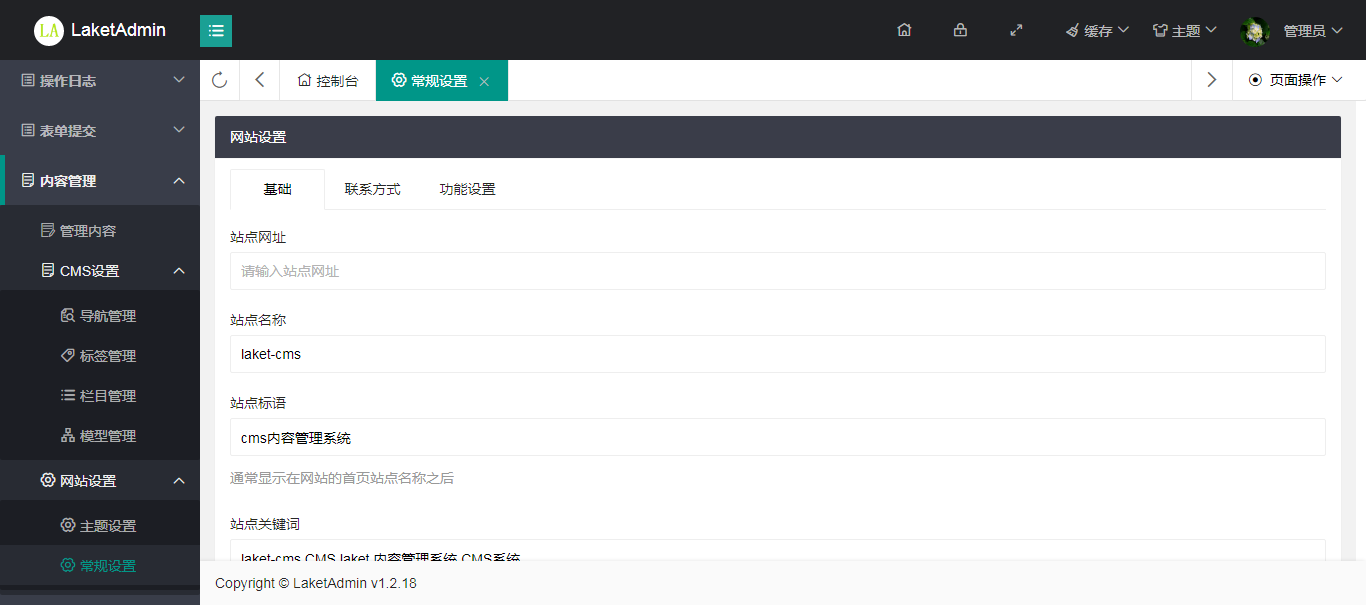 LA LaketAdmin
缓存
主题
管理员
操作日志
表单提交
内容管理
管理内容
CMS设置
导航管理
标签管理
栏目管理
模型管理
网站设置
主题设置
常规设置
控制台
常规设置
页面操作
网站设置
基础
联系方式
功能设置
站点网址
请输入站点网址
站点名称
laket-cms
站点标语
cms内容管理系统
通常显示在网站的首页站点名称之后
站点关键词
laket-cms,CMS,laket,内容管理系统,CMS系统
Copyright © LaketAdmin v1.2.18